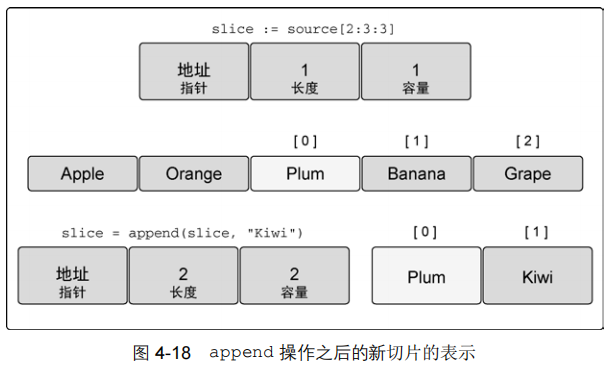 slice := source[2:3:3]
地址 1 1
指针 长度 容量
[0] [1] [2]
Apple Orange Plum Banana Grape
slice = append(slice, "Kiwi") [0] [1]
地址 2 2 Plum Kiwi
指针 长度 容量
图 4-18 append 操作之后的新切片的表示